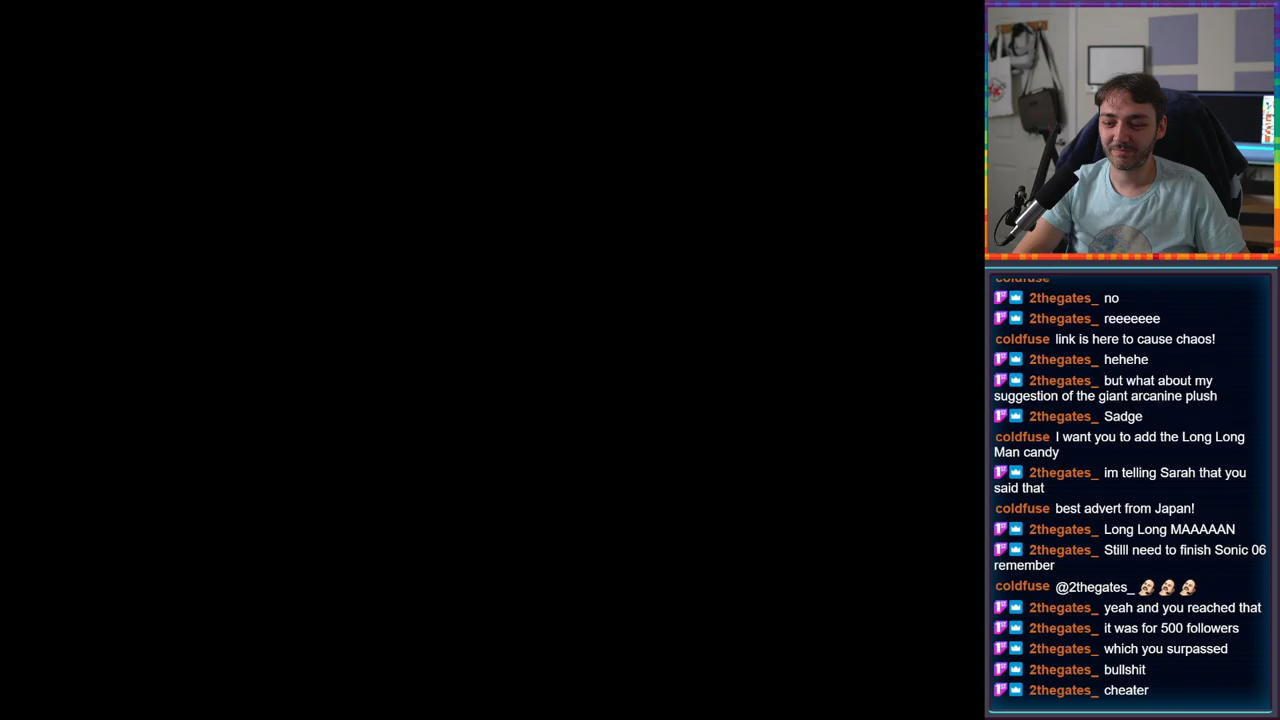 coldfuse
2thegates_ no
2thegates_ reeeeeee
coldfuse link is here to cause chaos!
2thegates_ hehehe
2thegates_ but what about my
suggestion of the giant arcanine plush
2thegates_ Sadge
coldfuse I want you to add the Long Long
Man candy
2thegates_ im telling Sarah that you
said that
coldfuse best advert from Japan!
2thegates_ Long Long MAAAAAN
2thegates_ Stilll need to finish Sonic 06
remember
coldfuse @2thegates_
2thegates_ yeah and you reached that
2thegates_ it was for 500 followers
2thegates_ which you surpassed
2thegates_ bullshit
2thegates_ cheater